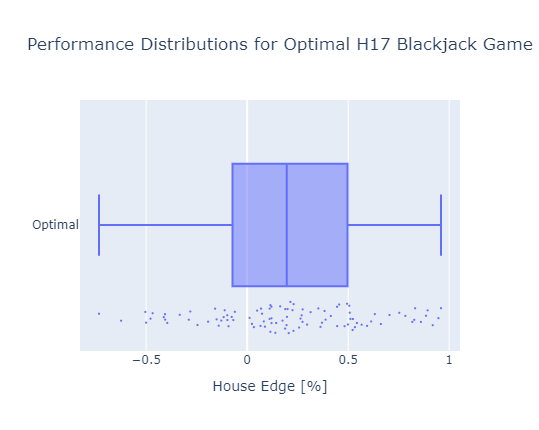 Performance Distributions for Optimal H17 Blackjack Game
Optimal
−0.5 0 0.5 1
House Edge [%]